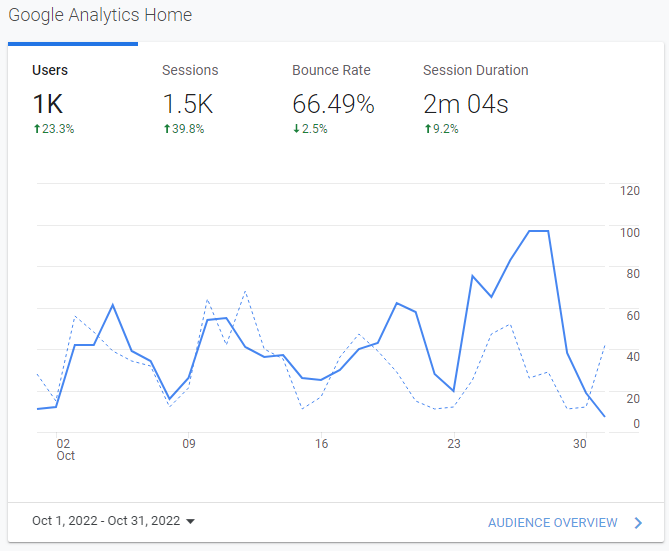 Google Analytics Home
Users Sessions Bounce Rate Session Duration
1K 1.5K 66.49% 2m 04s
↑23.3% ↑39.8% ↓2.5% ↑9.2%
120
100
80
60
40
20
0
02 09 16 23 30
Oct
Oct 1, 2022 - Oct 31, 2022
AUDIENCE OVERVIEW